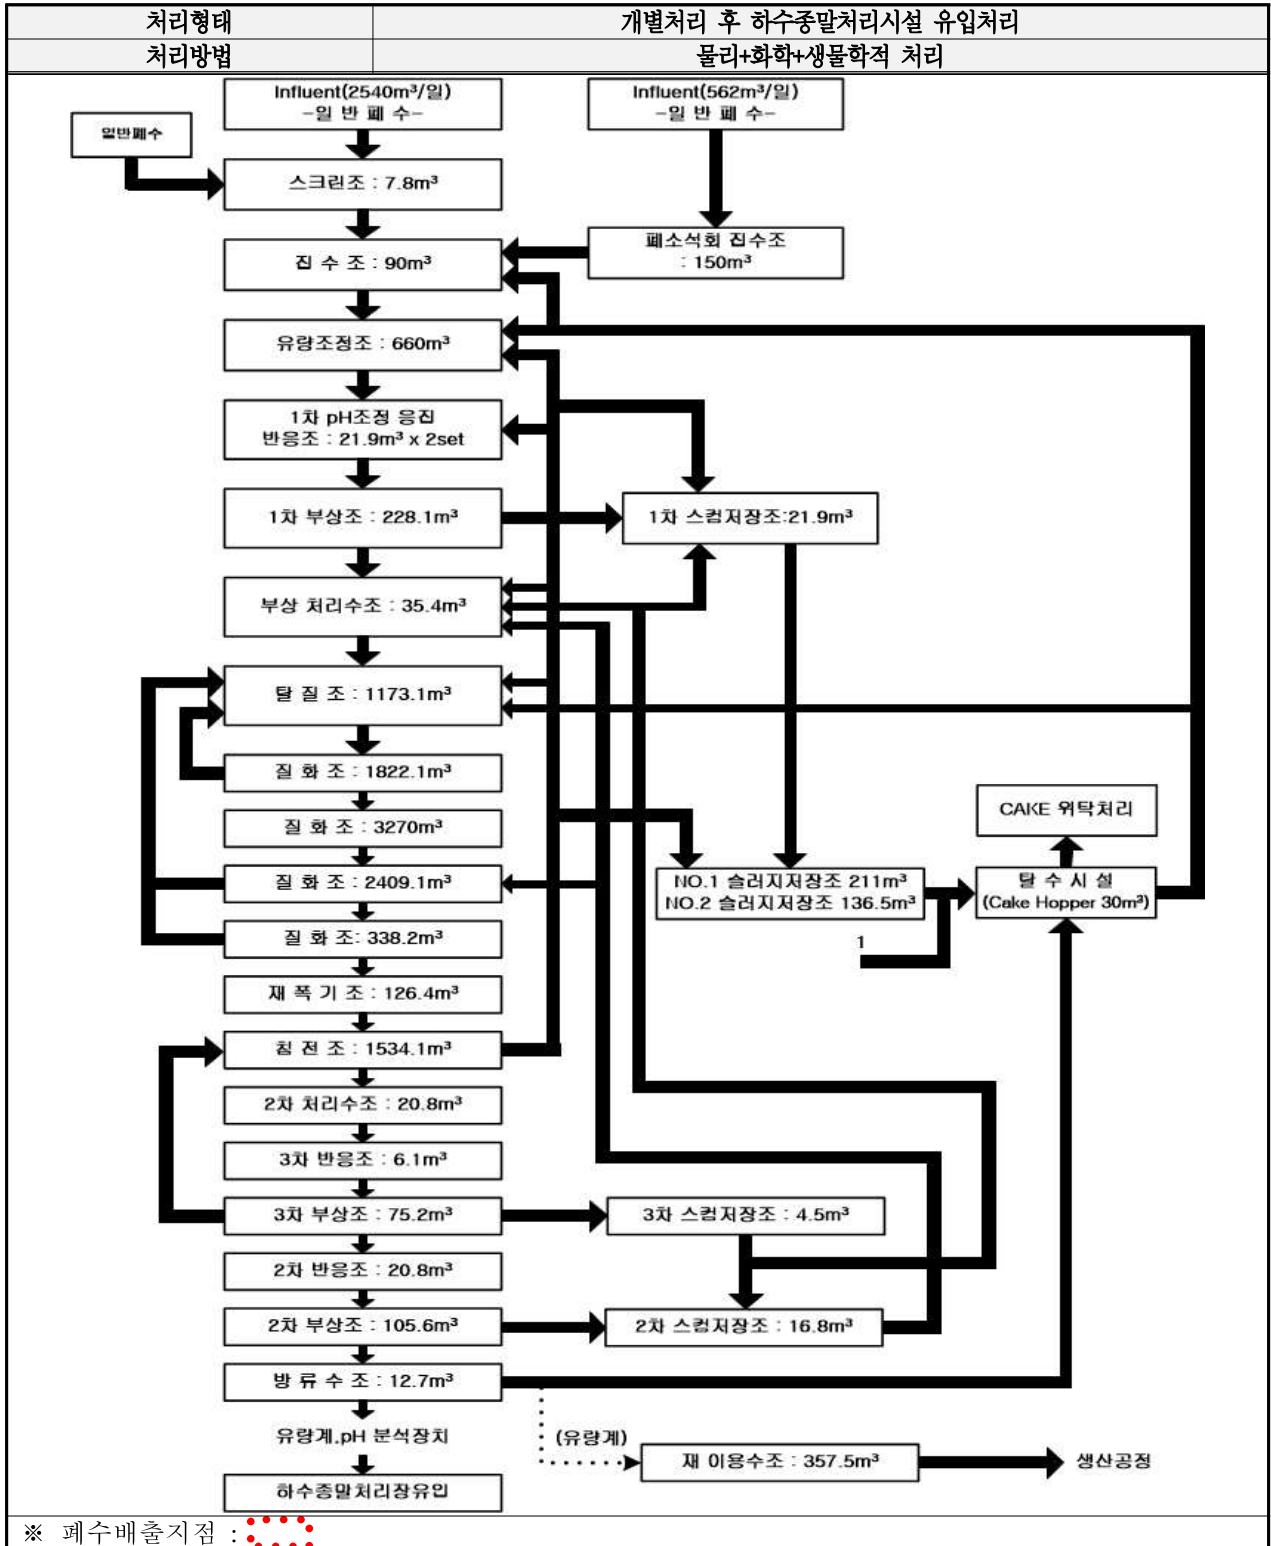 처리형태 개별처리 후 하수종말처리시설 유입처리
처리방법 물리+화학+생물학적 처리
Influent(2540m³/일)
-일 반 폐 수-
Influent(562m³/일)
-일 반 폐 수-
일반폐수
스크린조 : 7.8m³
폐소석회 집수조
: 150m³
집 수 조 : 90m³
유량조정조 : 660m³
1차 pH조정 응집
반응조 : 21.9m³ x 2set
1차 부상조 : 228.1m³
1차 스컴저장조:21.9m³
부상 처리수조 : 35.4m³
탈 질 조 : 1173.1m³
질 화 조 : 1822.1m³
질 화 조 : 3270m³
CAKE 위탁처리
질 화 조 : 2409.1m³
NO.1 슬러지저장조 211m³
NO.2 슬러지저장조 136.5m³
탈 수 시 설
(Cake Hopper 30m³)
1
질 화 조: 338.2m³
재 폭 기 조 : 126.4m³
침 전 조 : 1534.1m³
2차 처리수조 : 20.8m³
3차 반응조 : 6.1m³
3차 부상조 : 75.2m³
3차 스컴저장조 : 4.5m³
2차 반응조 : 20.8m³
2차 부상조 : 105.6m³
2차 스컴저장조 : 16.8m³
방 류 수 조 : 12.7m³
유량계,pH 분석장치
(유량계)
재 이용수조 : 357.5m³
생산공정
하수종말처리장유입
※ 폐수배출지점 :